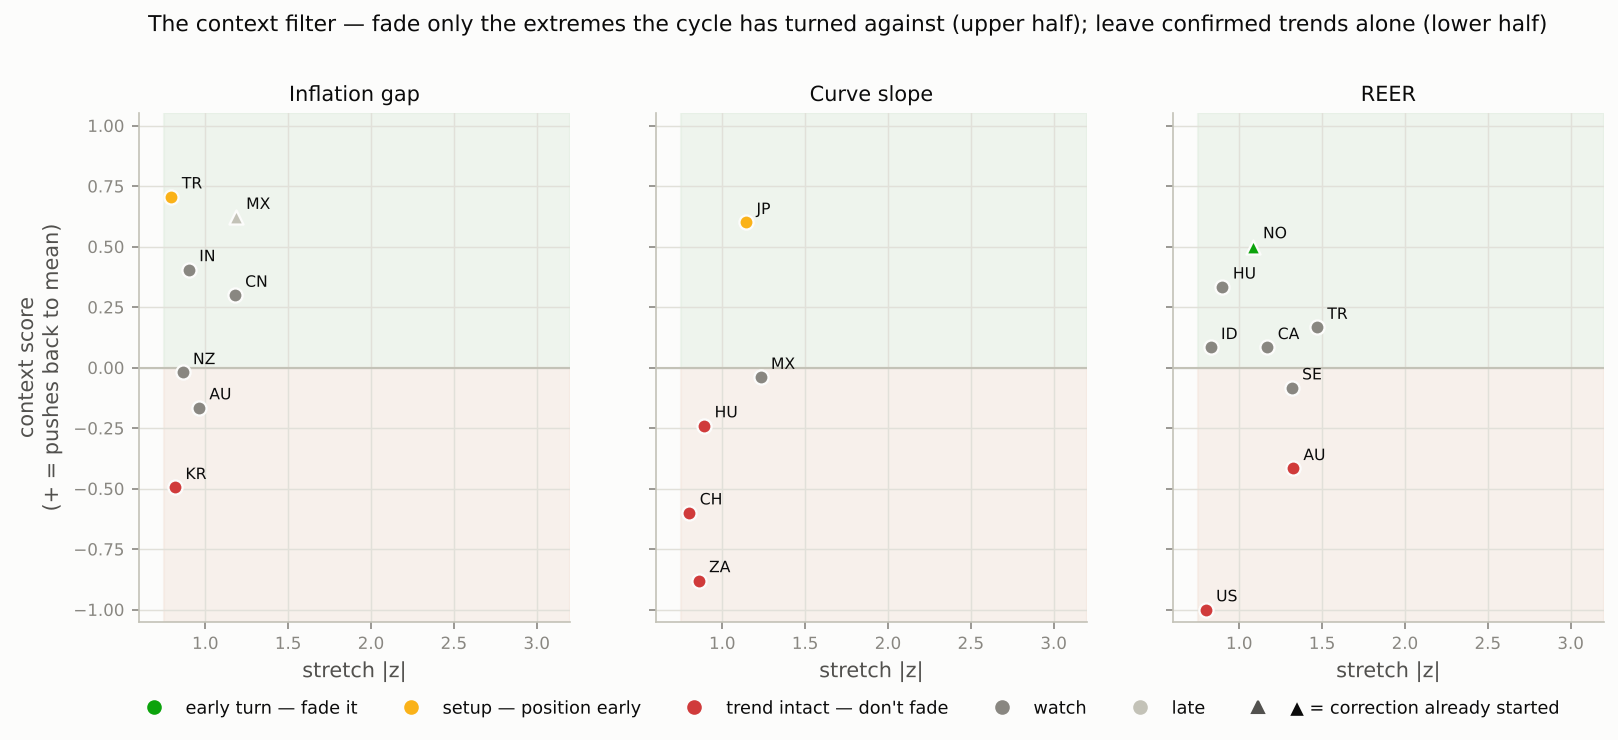 The context filter — fade only the extremes the cycle has turned against (upper half); leave confirmed trends alone (lower half)
Inflation gap
Curve slope
REER
context score
(+ = pushes back to mean)
1.00
0.75
0.50
0.25
0.00
−0.25
−0.50
−0.75
−1.00
TR
MX
IN
CN
NZ
AU
KR
JP
MX
HU
CH
ZA
NO
HU
TR
ID
CA
SE
AU
US
1.0 1.5 2.0 2.5 3.0
1.0 1.5 2.0 2.5 3.0
1.0 1.5 2.0 2.5 3.0
stretch |z|
stretch |z|
stretch |z|
early turn — fade it
setup — position early
trend intact — don't fade
watch
late
▲ = correction already started